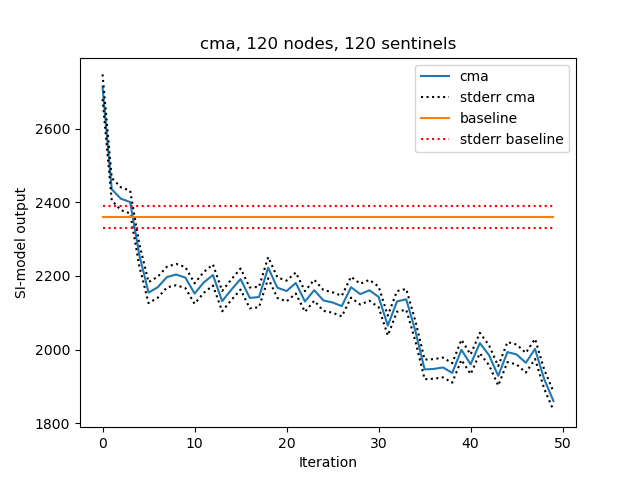 cma, 120 nodes, 120 sentinels
cma
stderr cma
baseline
stderr baseline
2600
2400
2200
2000
1800
SI-model output
0 10 20 30 40 50
Iteration